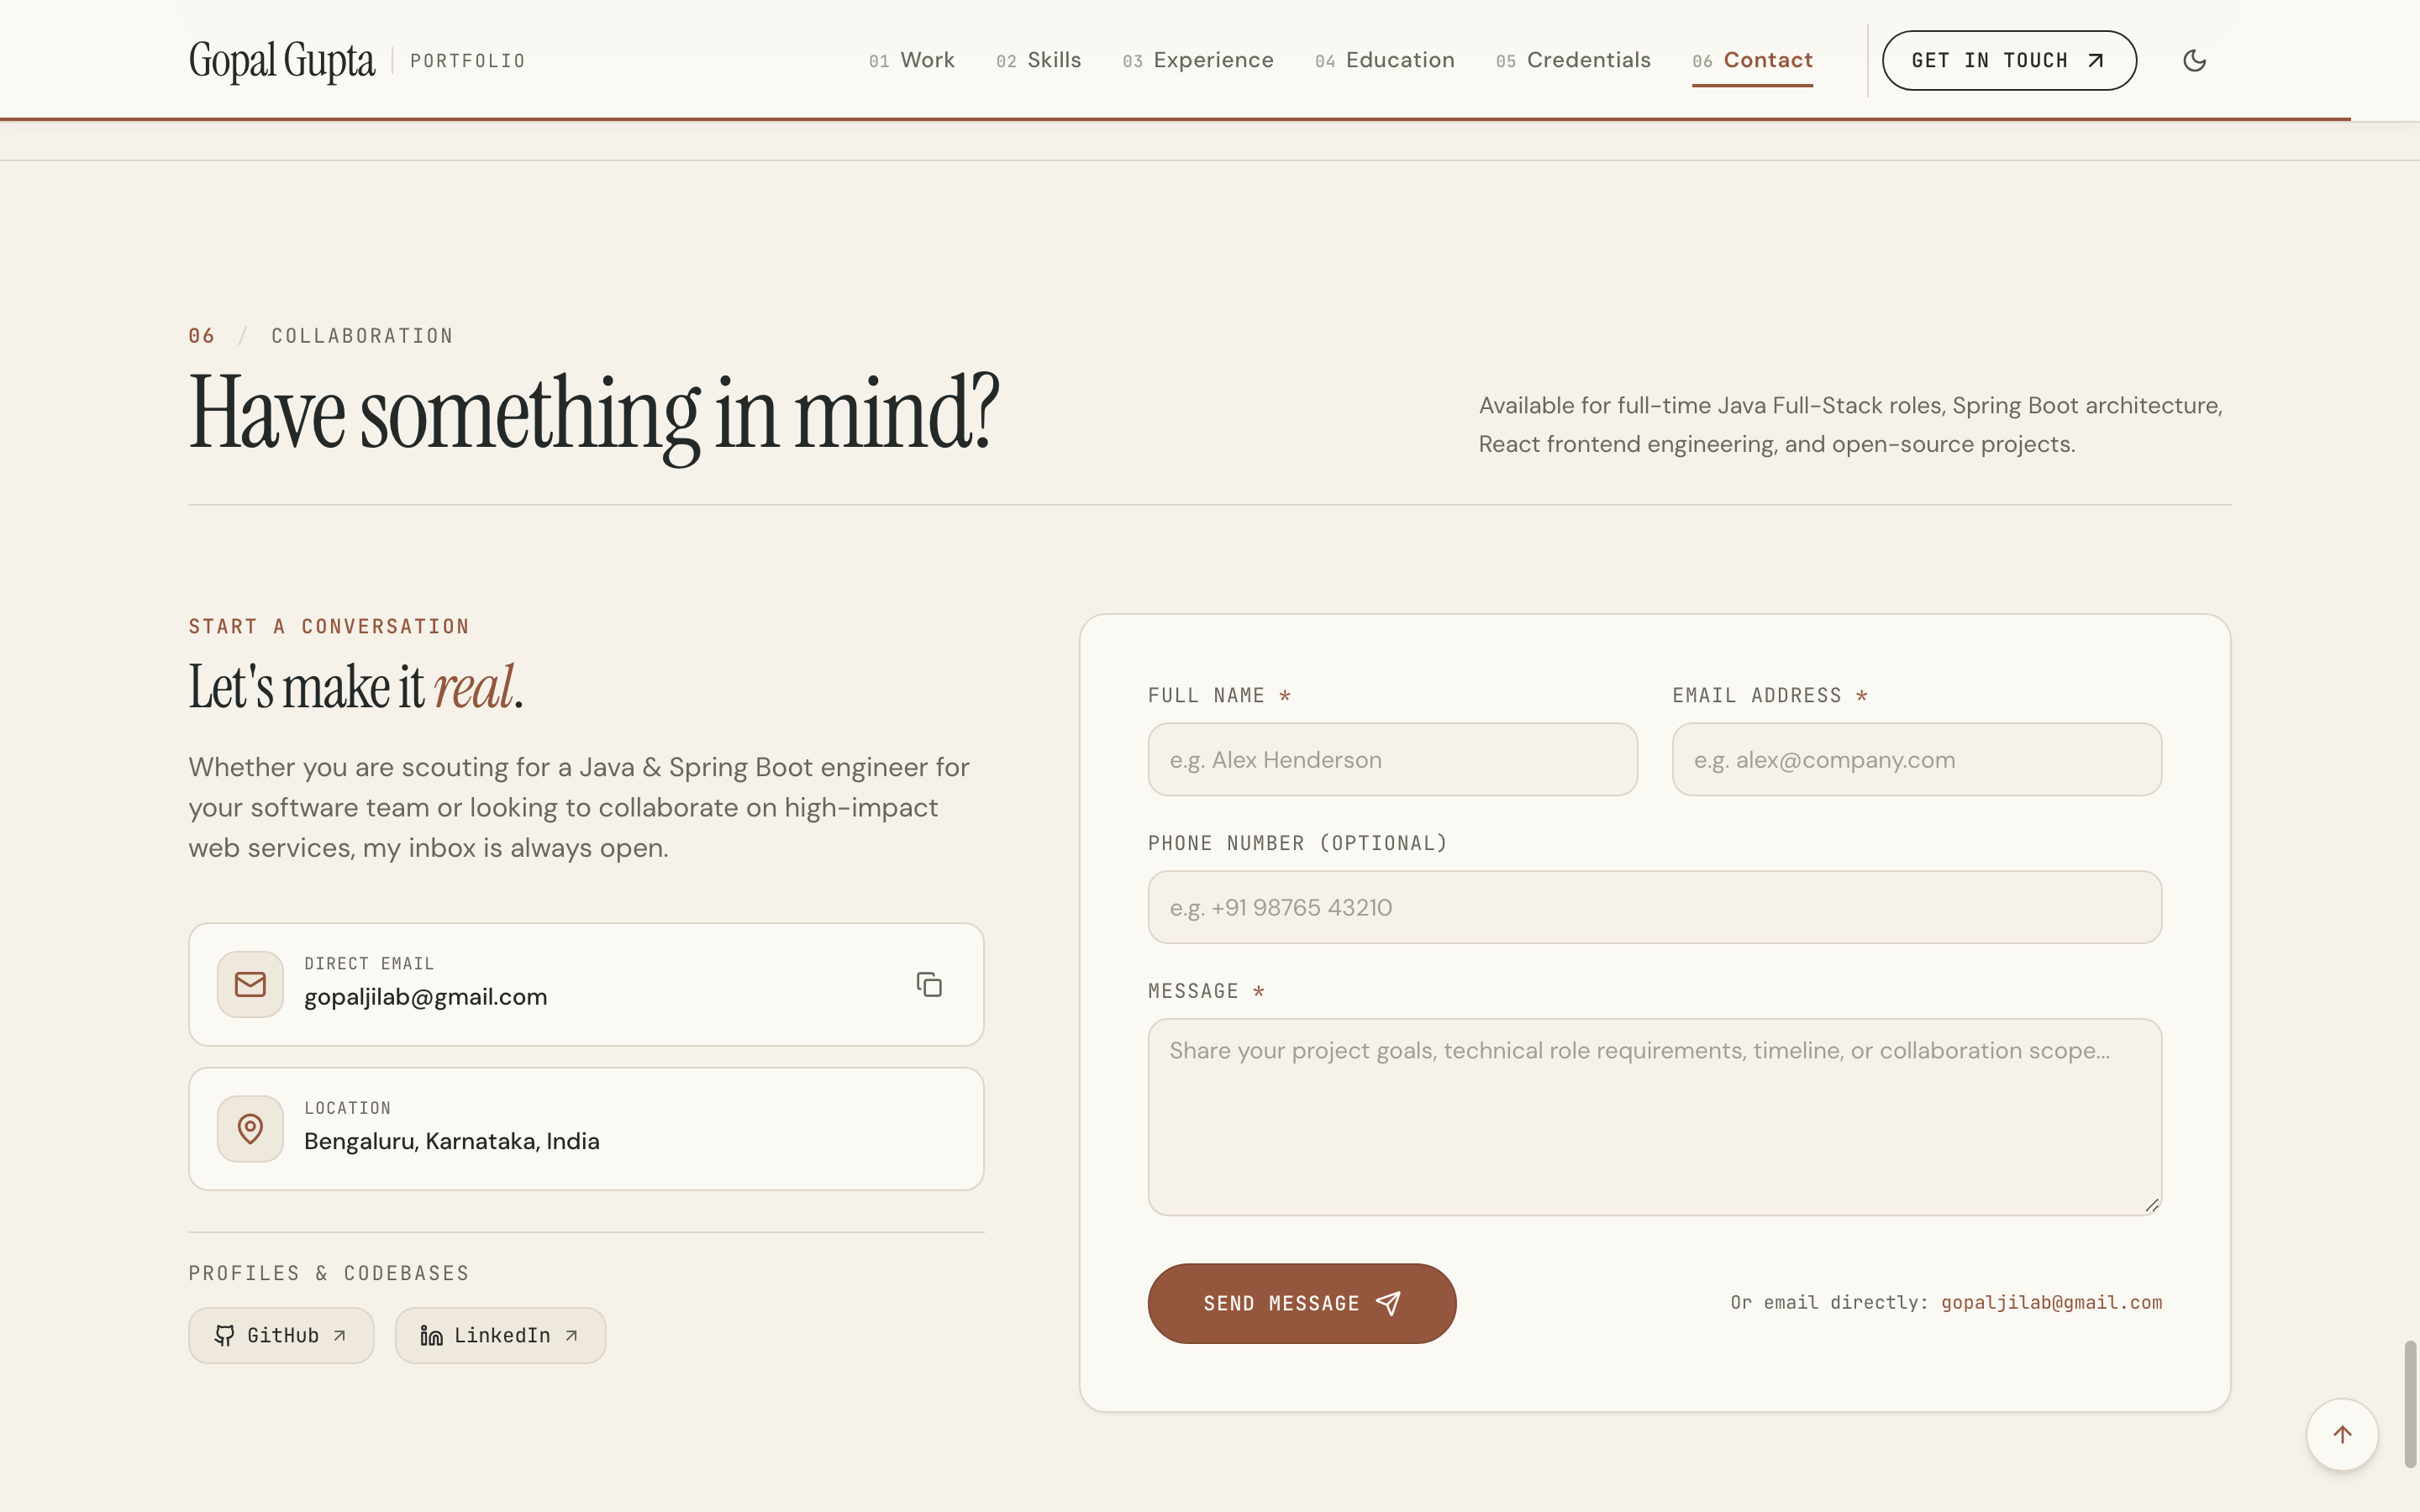 Gopal Gupta
PORTFOLIO
01 Work
02 Skills
03 Experience
04 Education
05 Credentials
06 Contact
GET IN TOUCH
06 / COLLABORATION
Have something in mind?
Available for full-time Java Full-Stack roles, Spring Boot architecture,
React frontend engineering, and open-source projects.
START A CONVERSATION
Let's make it real.
Whether you are scouting for a Java & Spring Boot engineer for
your software team or looking to collaborate on high-impact
web services, my inbox is always open.
DIRECT EMAIL
gopaljilab@gmail.com
LOCATION
Bengaluru, Karnataka, India
PROFILES & CODEBASES
GitHub
LinkedIn
FULL NAME *
e.g. Alex Henderson
EMAIL ADDRESS *
e.g. alex@company.com
PHONE NUMBER (OPTIONAL)
e.g. +91 98765 43210
MESSAGE *
Share your project goals, technical role requirements, timeline, or collaboration scope...
SEND MESSAGE
Or email directly: gopaljilab@gmail.com